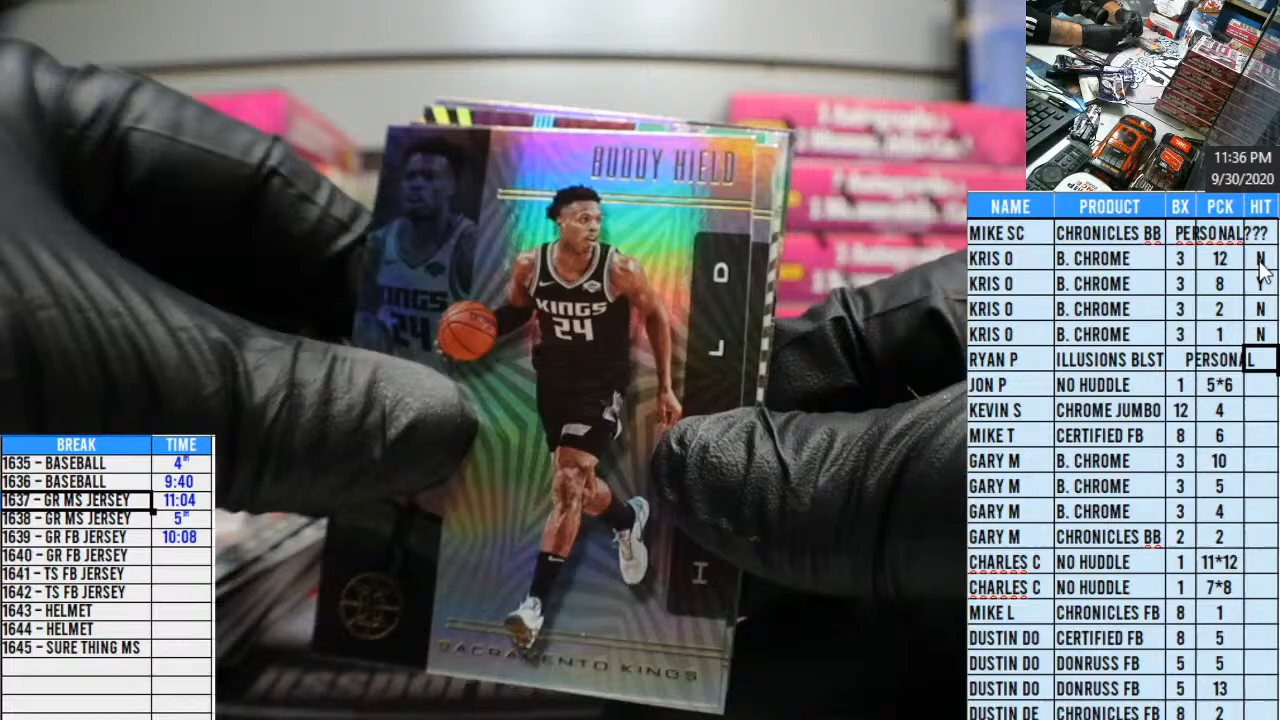 BUDDY HIELD
KINGS
24
L D
I
SACRAMENTO KINGS
11:36 PM
9/30/2020
NAME PRODUCT BX PCK HIT
MIKE SC CHRONICLES BB PERSONAL???
KRIS O B. CHROME 3 12 N
KRIS O B. CHROME 3 8 Y
KRIS O B. CHROME 3 2 N
KRIS O B. CHROME 3 1 N
RYAN P ILLUSIONS BLST PERSONAL
JON P NO HUDDLE 1 5*6
KEVIN S CHROME JUMBO 12 4
MIKE T CERTIFIED FB 8 6
GARY M B. CHROME 3 10
GARY M B. CHROME 3 5
GARY M B. CHROME 3 4
GARY M CHRONICLES BB 2 2
CHARLES C NO HUDDLE 1 11*12
CHARLES C NO HUDDLE 1 7*8
MIKE L CHRONICLES FB 8 1
DUSTIN DO CERTIFIED FB 8 5
DUSTIN DO DONRUSS FB 5 5
DUSTIN DO DONRUSS FB 5 13
DUSTIN DE CHRONICLES FB 8 2
BREAK TIME
1635 – BASEBALL 4th
1636 – BASEBALL 9:40
1637 – GR MS JERSEY 11:04
1638 – GR MS JERSEY 5th
1639 – GR FB JERSEY 10:08
1640 – GR FB JERSEY
1641 – TS FB JERSEY
1642 – TS FB JERSEY
1643 – HELMET
1644 – HELMET
1645 – SURE THING MS